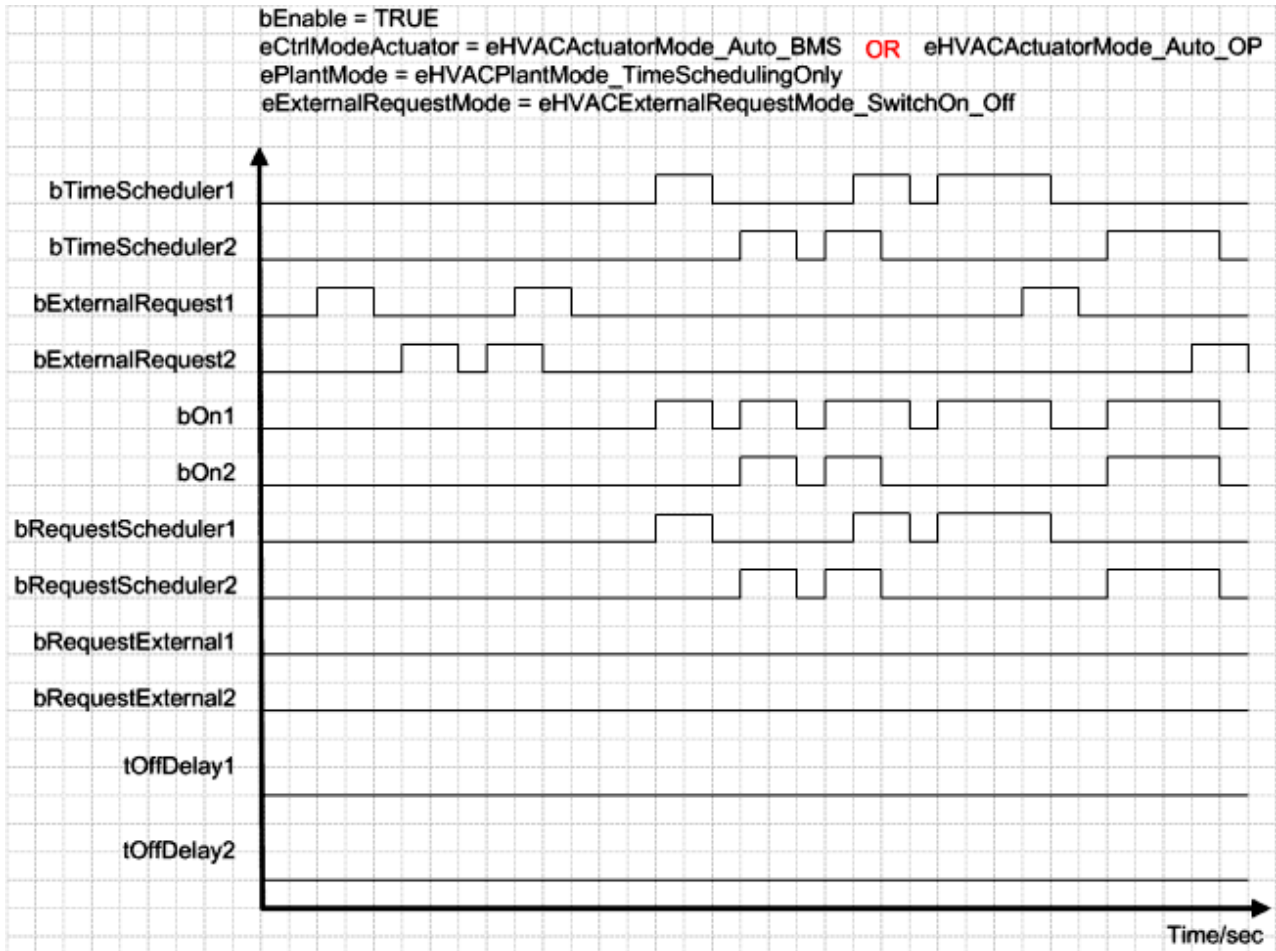 bEnable = TRUE
eCtrlModeActuator = eHVACActuatorMode_Auto_BMS OR eHVACActuatorMode_Auto_OP
ePlantMode = eHVACPlantMode_TimeSchedulingOnly
eExternalRequestMode = eHVACExternalRequestMode_SwitchOn_Off
bTimeScheduler1
bTimeScheduler2
bExternalRequest1
bExternalRequest2
bOn1
bOn2
bRequestScheduler1
bRequestScheduler2
bRequestExternal1
bRequestExternal2
tOffDelay1
tOffDelay2
Time/sec